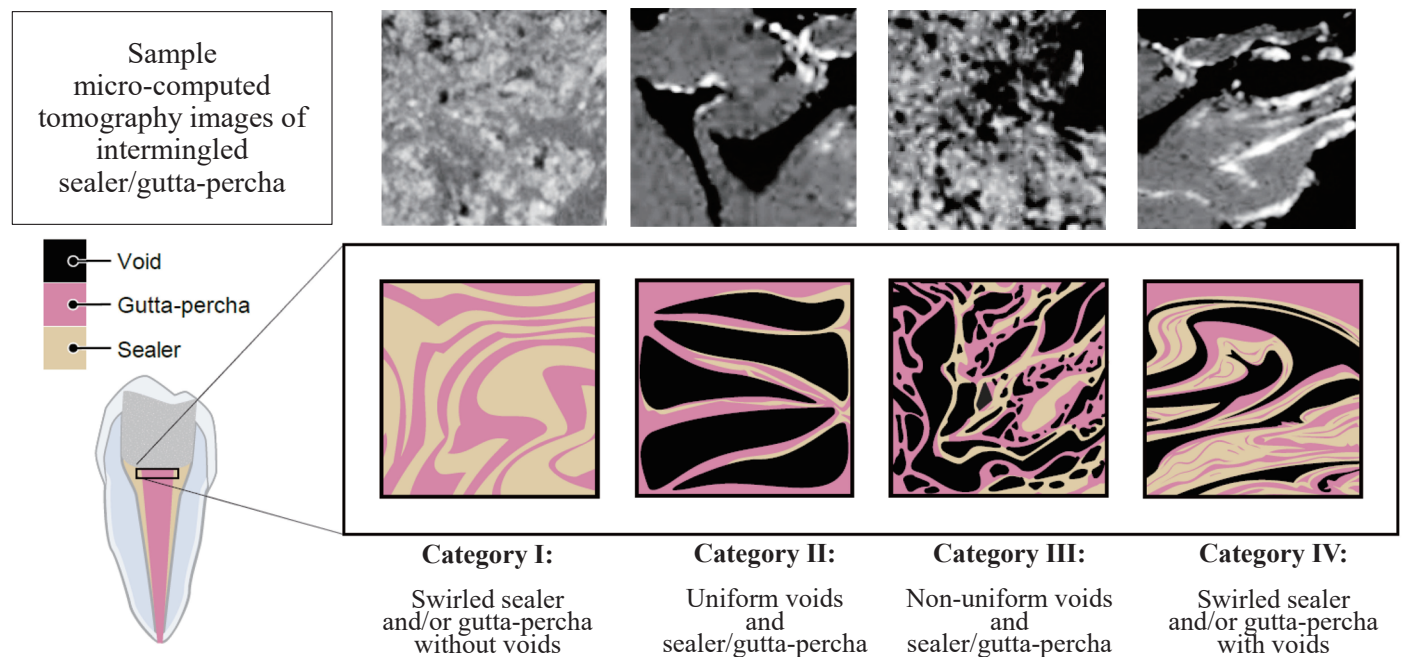 Sample
micro-computed
tomography images of
intermingled
sealer/gutta-percha
Void
Gutta-percha
Sealer
Category I:
Swirled sealer
and/or gutta-percha
without voids
Category II:
Uniform voids
and
sealer/gutta-percha
Category III:
Non-uniform voids
and
sealer/gutta-percha
Category IV:
Swirled sealer
and/or gutta-percha
with voids